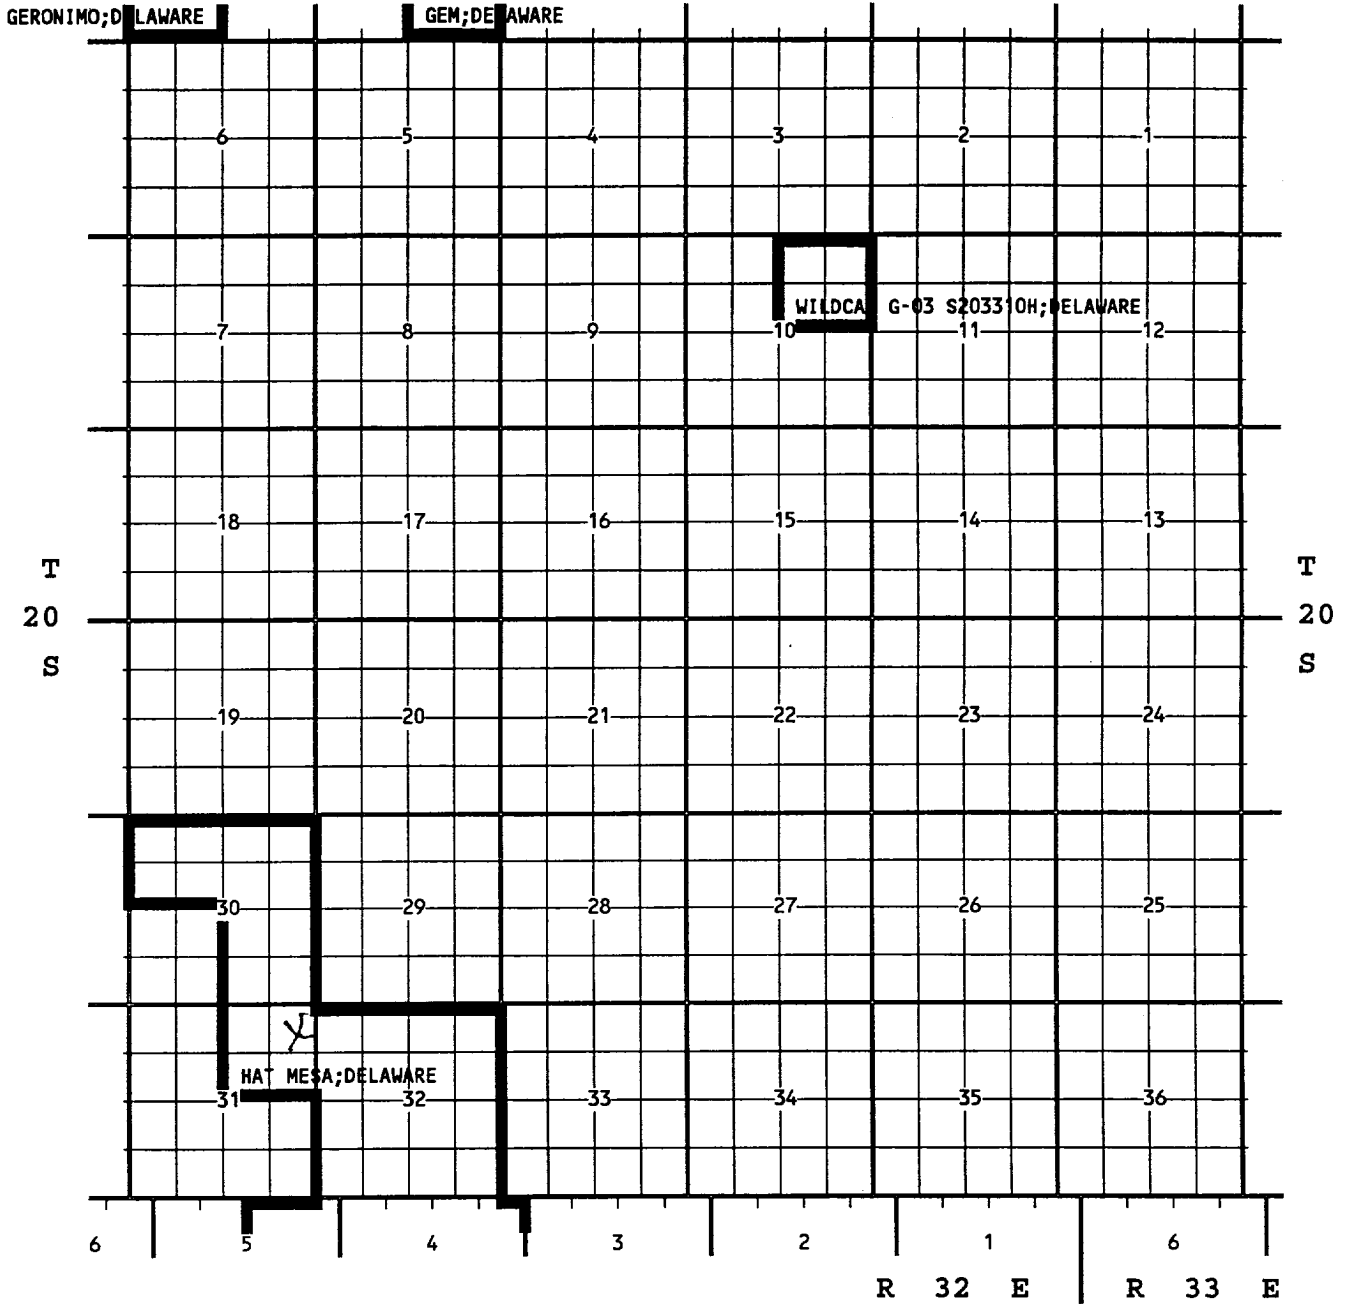 GERONIMO;DELAWARE GEM;DELAWARE
6 5 4 3 2 1
WILDCA G-03 S203310H;DELAWARE
7 8 9 10 11 12
18 17 16 15 14 13
T T
20 20
S S
19 20 21 22 23 24
30 29 28 27 26 25
X
HAT MESA;DELAWARE
31 32 33 34 35 36
6 5 4 3 2 1 6
R 32 E R 33 E